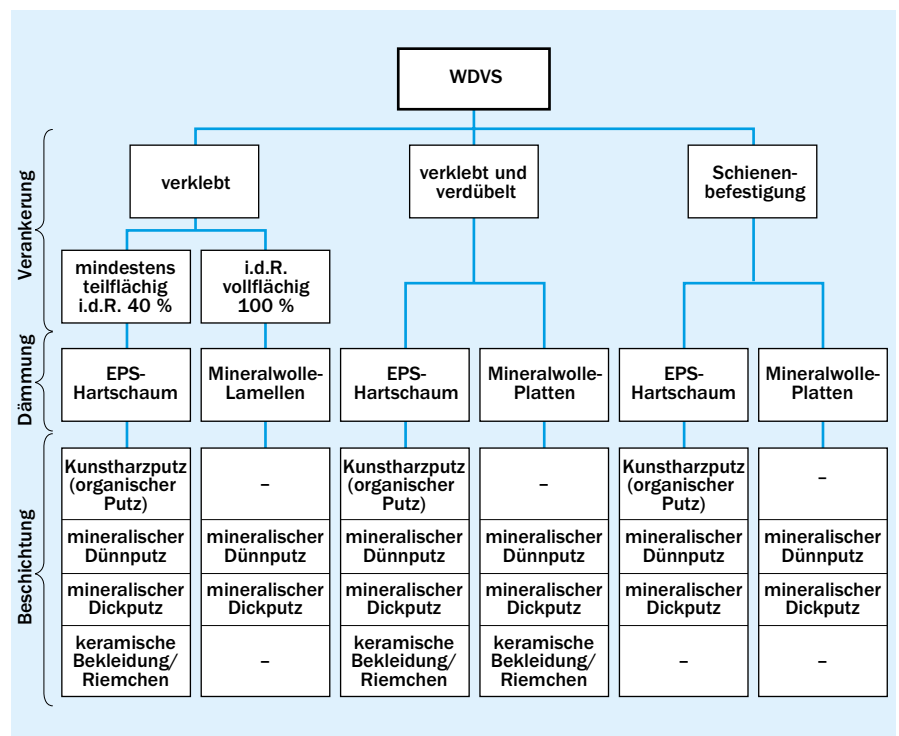 WDVS
Verankerung
verklebt
verklebt und
verdübelt
Schienen-
befestigung
mindestens
teilflächig
i.d.R. 40 %
i.d.R.
vollflächig
100 %
Dämmung
EPS-
Hartschaum
Mineralwolle-
Lamellen
EPS-
Hartschaum
Mineralwolle-
Platten
EPS-
Hartschaum
Mineralwolle-
Platten
Beschichtung
Kunstharzputz
(organischer
Putz)
–
Kunstharzputz
(organischer
Putz)
–
Kunstharzputz
(organischer
Putz)
–
mineralischer
Dünnputz
mineralischer
Dünnputz
mineralischer
Dünnputz
mineralischer
Dünnputz
mineralischer
Dünnputz
mineralischer
Dünnputz
mineralischer
Dickputz
mineralischer
Dickputz
mineralischer
Dickputz
mineralischer
Dickputz
mineralischer
Dickputz
mineralischer
Dickputz
keramische
Bekleidung/
Riemchen
–
keramische
Bekleidung/
Riemchen
keramische
Bekleidung/
Riemchen
–
–